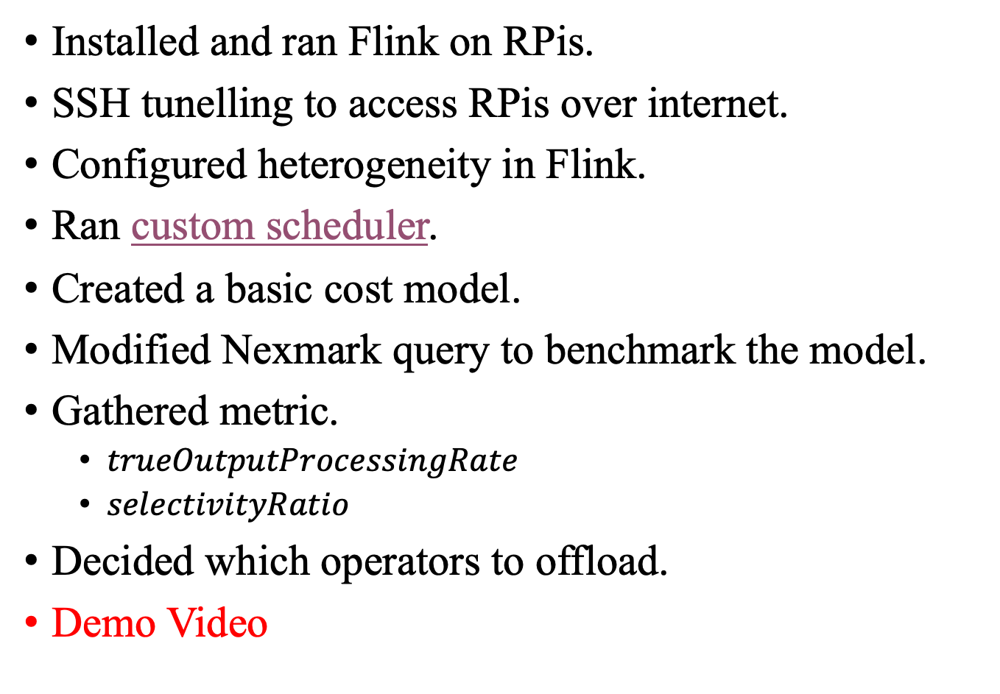 • Installed and ran Flink on RPis.
• SSH tunelling to access RPis over internet.
• Configured heterogeneity in Flink.
• Ran custom scheduler.
• Created a basic cost model.
• Modified Nexmark query to benchmark the model.
• Gathered metric.
• trueOutputProcessingRate
• selectivityRatio
• Decided which operators to offload.
• Demo Video